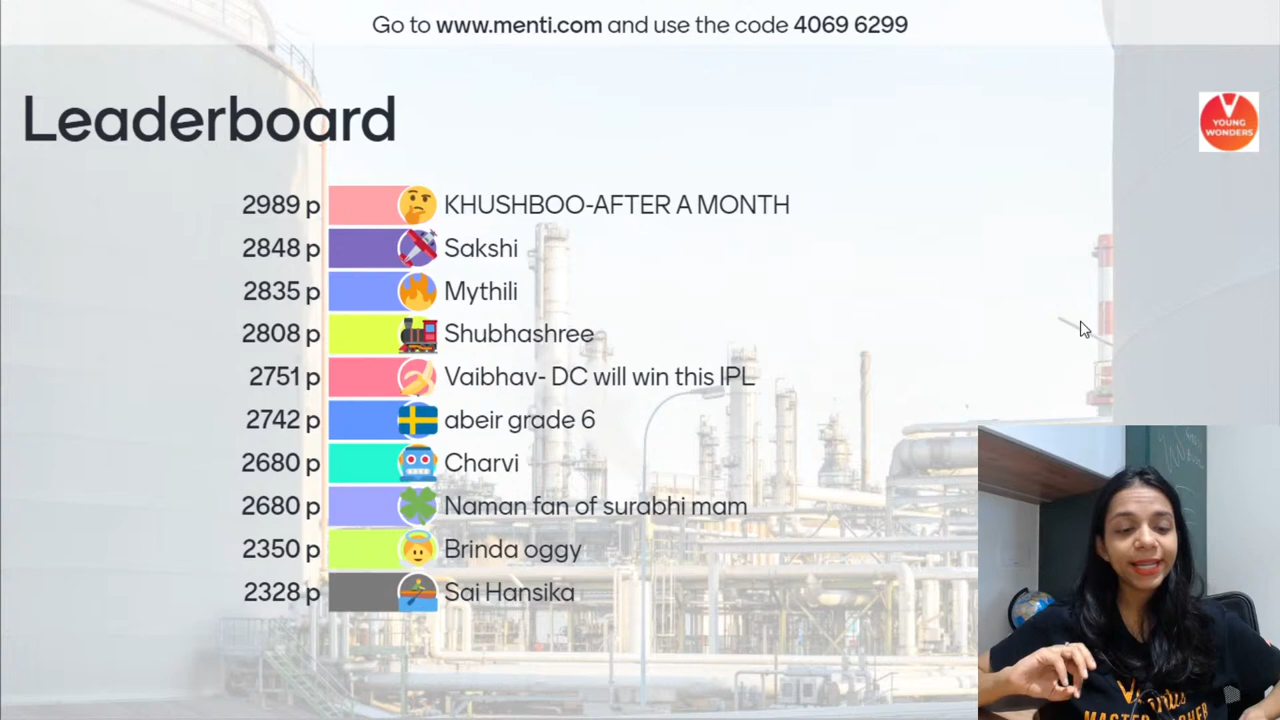 Go to www.menti.com and use the code 4069 6299
Leaderboard
YOUNG
WONDERS
2989 p KHUSHBOO-AFTER A MONTH
2848 p Sakshi
2835 p Mythili
2808 p Shubhashree
2751 p Vaibhav- DC will win this IPL
2742 p abeir grade 6
2680 p Charvi
2680 p Naman fan of surabhi mam
2350 p Brinda oggy
2328 p Sai Hansika